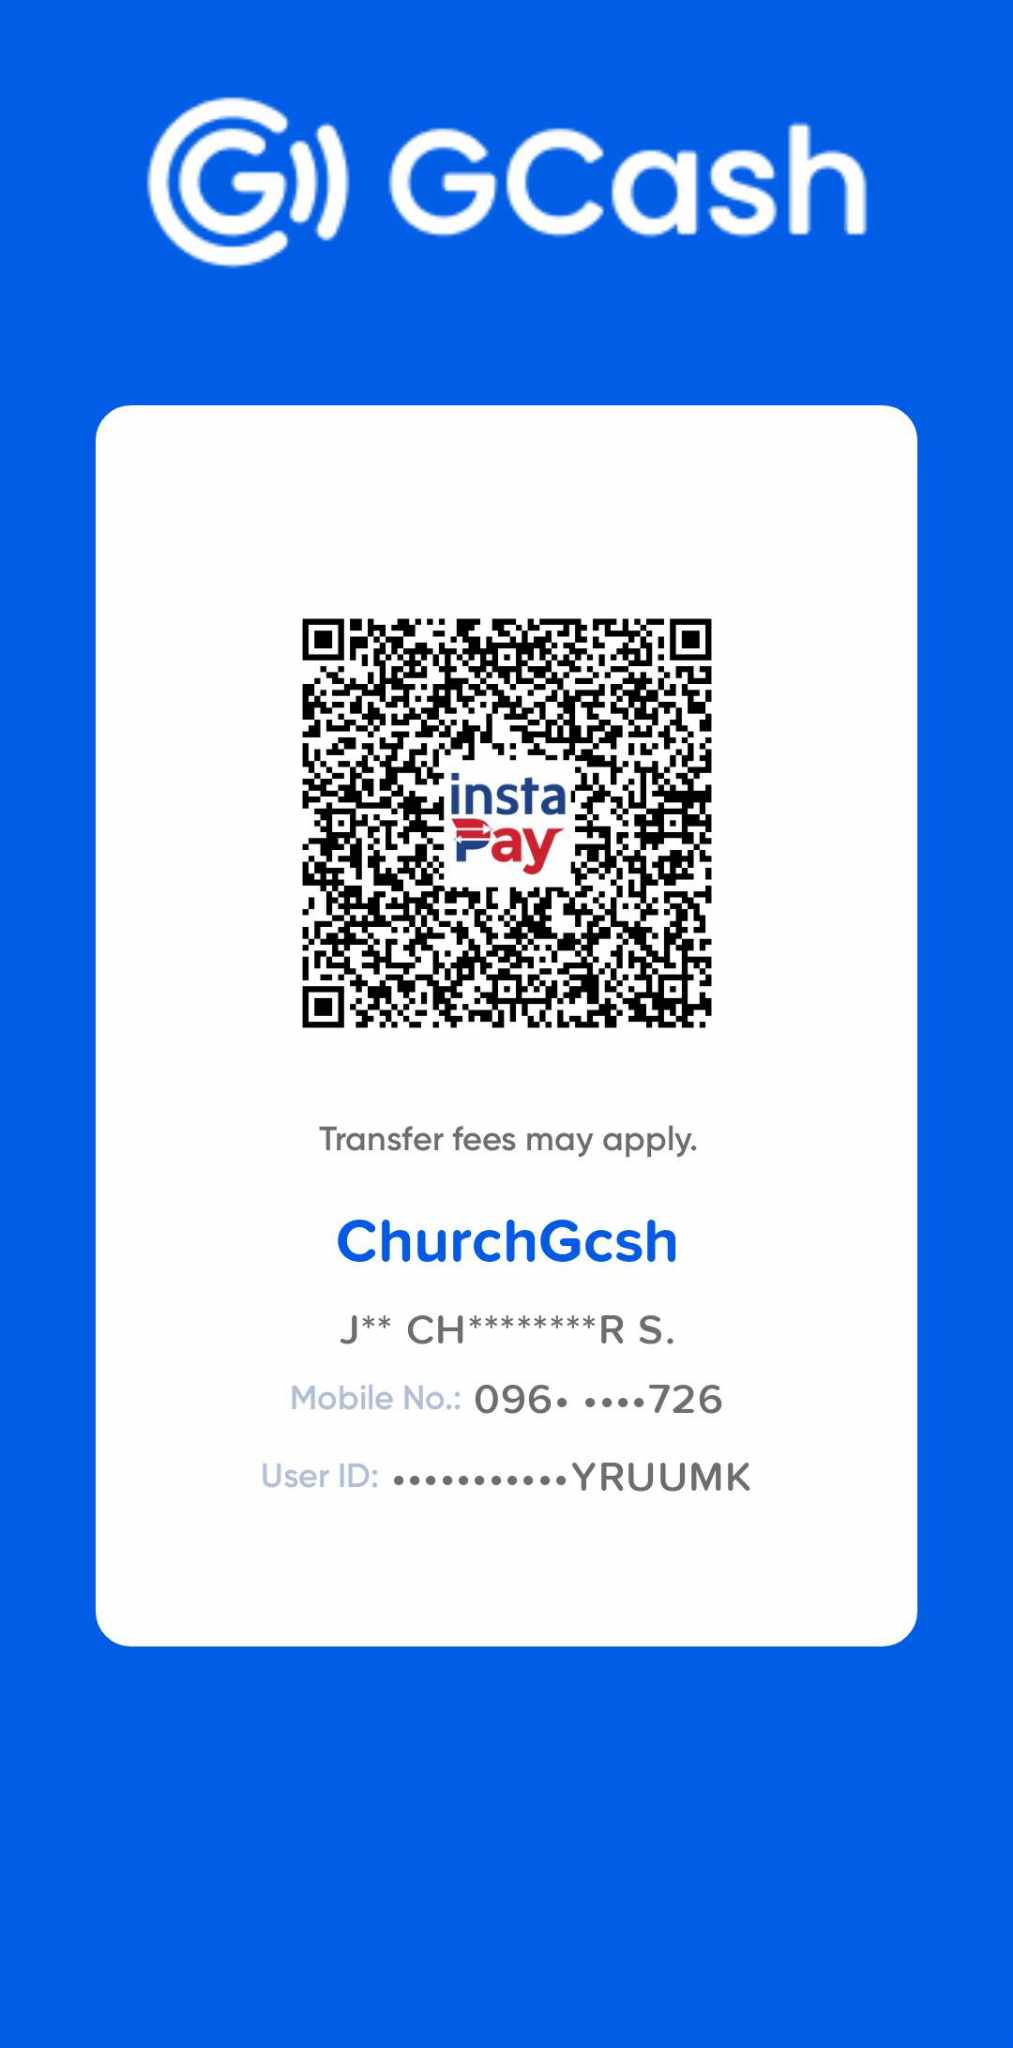 GCash
insta
Pay
Transfer fees may apply.
ChurchGcsh
J** CH********R S.
Mobile No.: 096• ••••726
User ID: •••••••••••YRUUMK